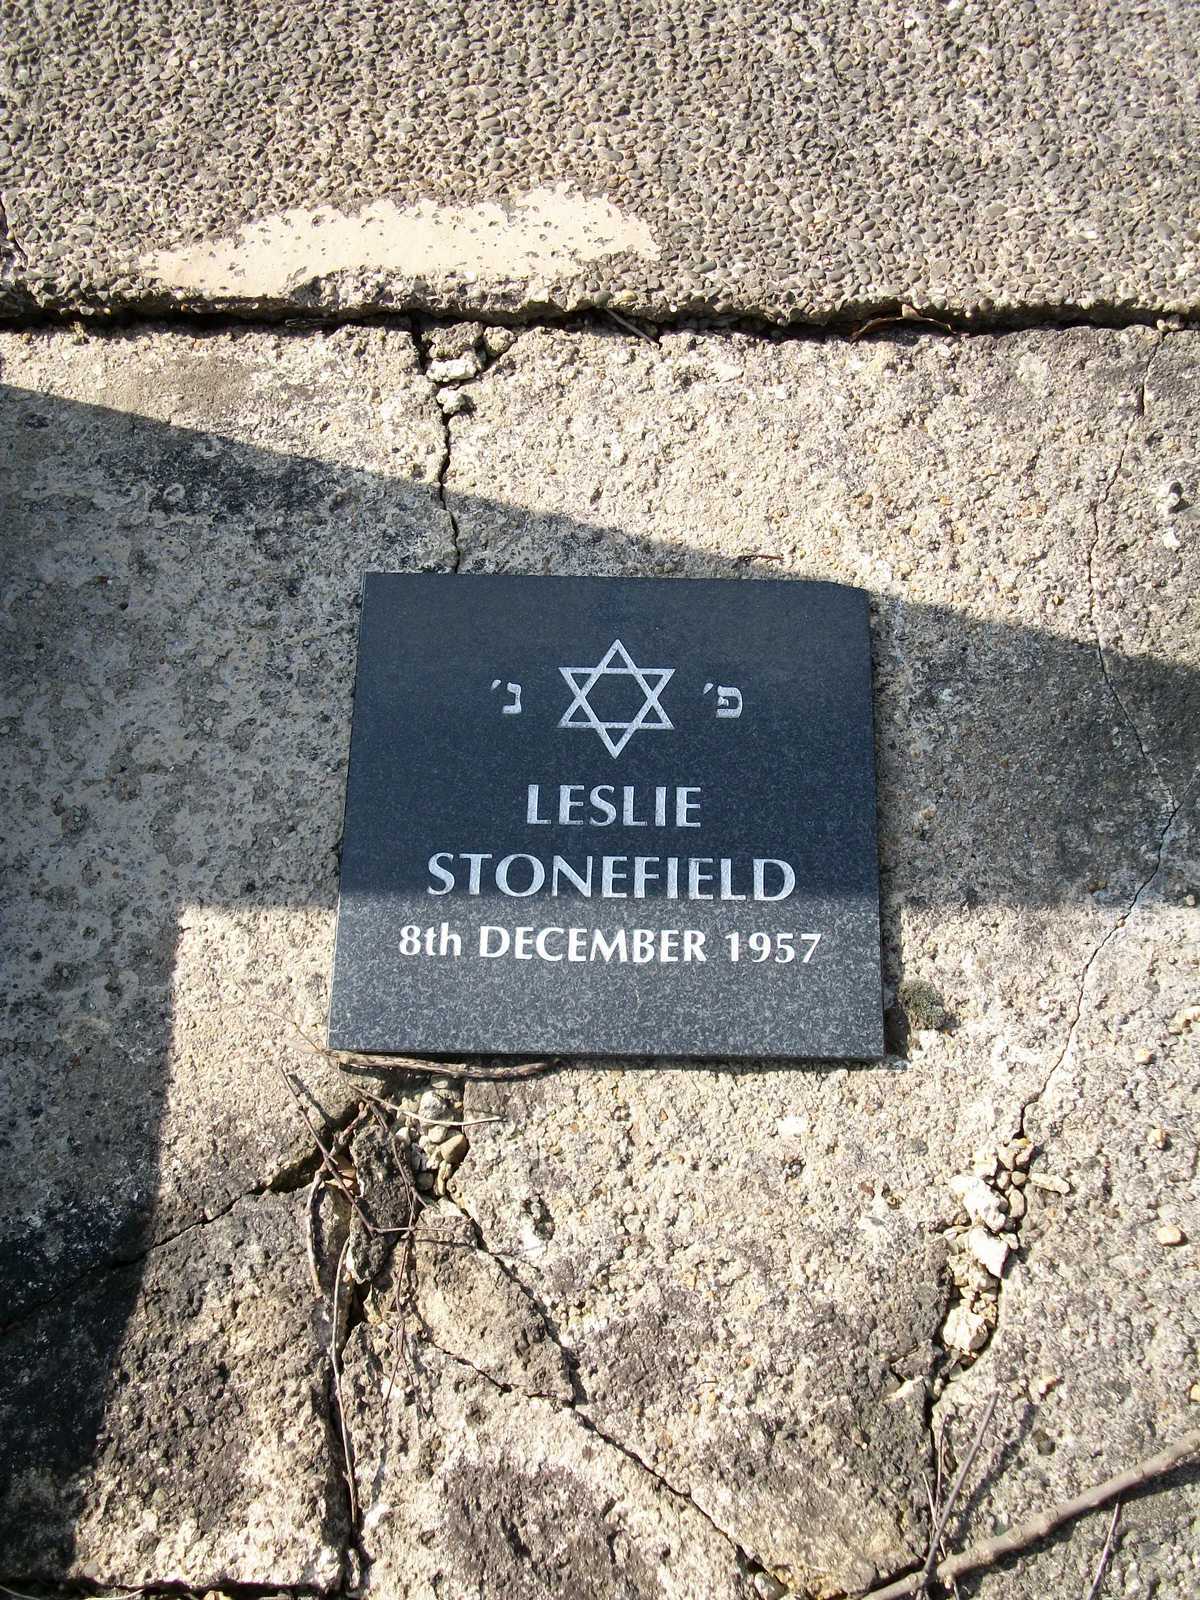 פ׳ נ׳
LESLIE
STONEFIELD
8th DECEMBER 1957